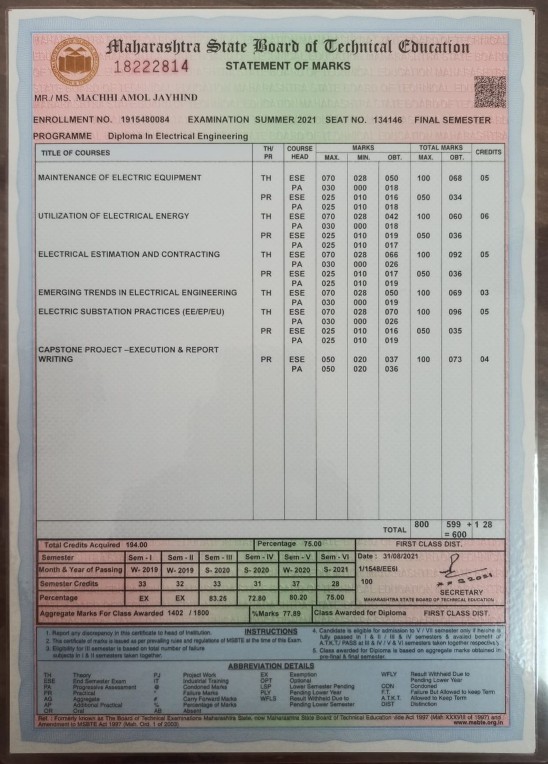 Maharashtra State Board of Technical Education
18222814
STATEMENT OF MARKS
MR./ MS. MACHHI AMOL JAYHIND
ENROLLMENT NO. 1915480084 EXAMINATION SUMMER 2021 SEAT NO. 134146 FINAL SEMESTER
PROGRAMME Diploma In Electrical Engineering
TITLE OF COURSES TH/ PR COURSE HEAD MARKS MAX. MIN. OBT. TOTAL MARKS MAX. OBT. CREDITS
MAINTENANCE OF ELECTRIC EQUIPMENT TH ESE 070 028 050 100 068 05
PA 030 000 018
PR ESE 025 010 016 050 034
PA 025 010 018
UTILIZATION OF ELECTRICAL ENERGY TH ESE 070 028 042 100 060 06
PA 030 000 018
PR ESE 025 010 019 050 036
PA 025 010 017
ELECTRICAL ESTIMATION AND CONTRACTING TH ESE 070 028 066 100 092 05
PA 030 000 026
PR ESE 025 010 017 050 036
PA 025 010 019
EMERGING TRENDS IN ELECTRICAL ENGINEERING TH ESE 070 028 050 100 069 03
PA 030 000 019
ELECTRIC SUBSTATION PRACTICES (EE/EP/EU) TH ESE 070 028 070 100 096 05
PA 030 000 026
PR ESE 025 010 016 050 035
PA 025 010 019
CAPSTONE PROJECT –EXECUTION & REPORT
WRITING PR ESE 050 020 037 100 073 04
PA 050 020 036
TOTAL 800 599 + 1 28
= 600
Total Credits Acquired 194.00 Percentage 75.00 FIRST CLASS DIST.
Semester Sem - I Sem - II Sem - III Sem - IV Sem - V Sem - VI Date : 31/08/2021
Month & Year of Passing W- 2019 W- 2019 S- 2020 S- 2020 W- 2020 S- 2021 1/1548/EE6I
Semester Credits 33 32 33 31 37 28 100
Percentage EX EX 83.25 72.80 80.20 75.00 SECRETARY
MAHARASHTRA STATE BOARD OF TECHNICAL EDUCATION
Aggregate Marks For Class Awarded 1402 / 1800 %Marks 77.89 Class Awarded for Diploma FIRST CLASS DIST.
INSTRUCTIONS
1. Report any discrepancy in this certificate to head of Institution.
2. The certificate of marks is issued as per prevailing rules and regulations of MSBTE at the time of this Exam.
3. Eligibility for III semester is based on total number of failure
subjects in I & II semesters taken together.
4. Candidate is eligible for admission to V / VI semester only if he/she is
fully passed in I & II / III & IV semesters & availed benefit of
A.T.K.T./ PASS at III & IV / V & VI semesters taken together respectively.
5. Class awarded for Diploma is based on aggregate marks obtained in
pre-final & final semester.
ABBREVIATION DETAILS
TH Theory PJ Project Work EX Exemption WFLY Result Withheld Due to
ESE End Semester Exam IT Industrial Training OPT Optional Pending Lower Year
PA Progressive Assessment @ Condoned Marks LSP Lower Semester Pending CON Condoned
PR Practical Failure Marks PLY Pending Lower Year F.T. Failure But Allowed to Keep Term
AG Aggregate Carry Forward Marks WFLS Result Withheld Due to A.T.K.T. Allowed to Keep Term
AP Additional Practical % Percentage of Marks Pending Lower Semester DIST Distinction
OR Oral AB Absent
Ref. : Formerly known as The Board of Technical Examinations Maharashtra State, now Maharashtra State Board of Technical Education vide Act 1997 (Mah.XXXVIII of 1997) and
Amendment to MSBTE Act 1997 (Mah. Ord. 1 of 2003) www.msbte.org.in